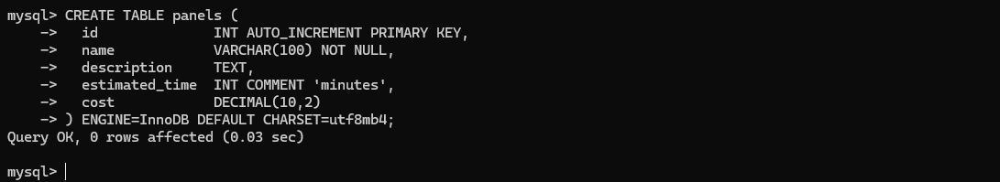 mysql> CREATE TABLE panels (
    ->   id              INT AUTO_INCREMENT PRIMARY KEY,
    ->   name            VARCHAR(100) NOT NULL,
    ->   description     TEXT,
    ->   estimated_time  INT COMMENT 'minutes',
    ->   cost            DECIMAL(10,2)
    -> ) ENGINE=InnoDB DEFAULT CHARSET=utf8mb4;
Query OK, 0 rows affected (0.03 sec)
mysql>